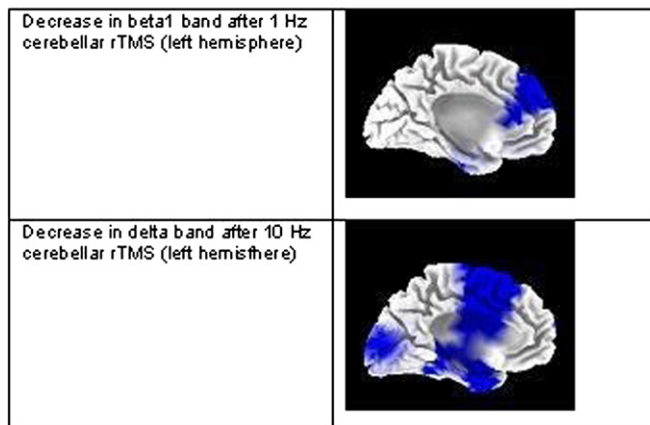 Decrease in beta1 band after 1 Hz
cerebellar rTMS (left hemisphere)
Decrease in delta band after 10 Hz
cerebellar rTMS (left hemisfhere)